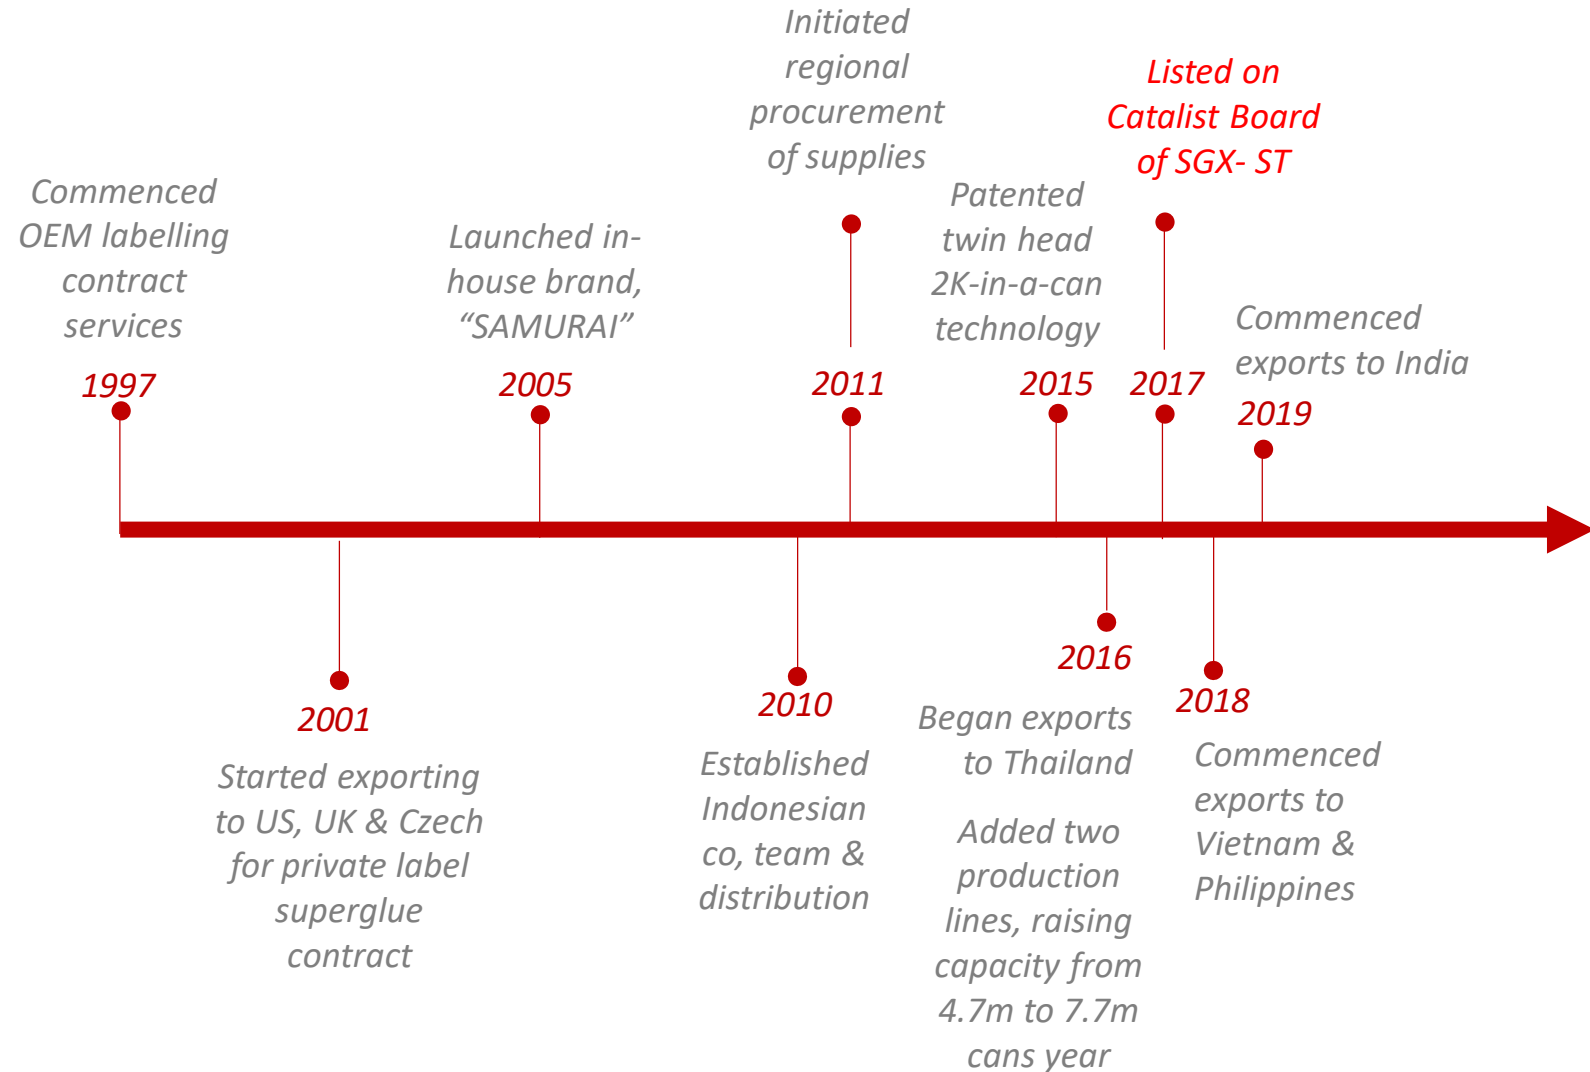 Commenced
OEM labelling
contract
services
1997
2001
Started exporting
to US, UK & Czech
for private label
superglue
contract
Launched in-
house brand,
“SAMURAI”
2005
2010
Established
Indonesian
co, team &
distribution
Initiated
regional
procurement
of supplies
2011
Patented
twin head
2K-in-a-can
technology
2015
2016
Began exports
to Thailand
Added two
production
lines, raising
capacity from
4.7m to 7.7m
cans year
Listed on
Catalist Board
of SGX- ST
2017
2018
Commenced
exports to
Vietnam &
Philippines
Commenced
exports to India
2019